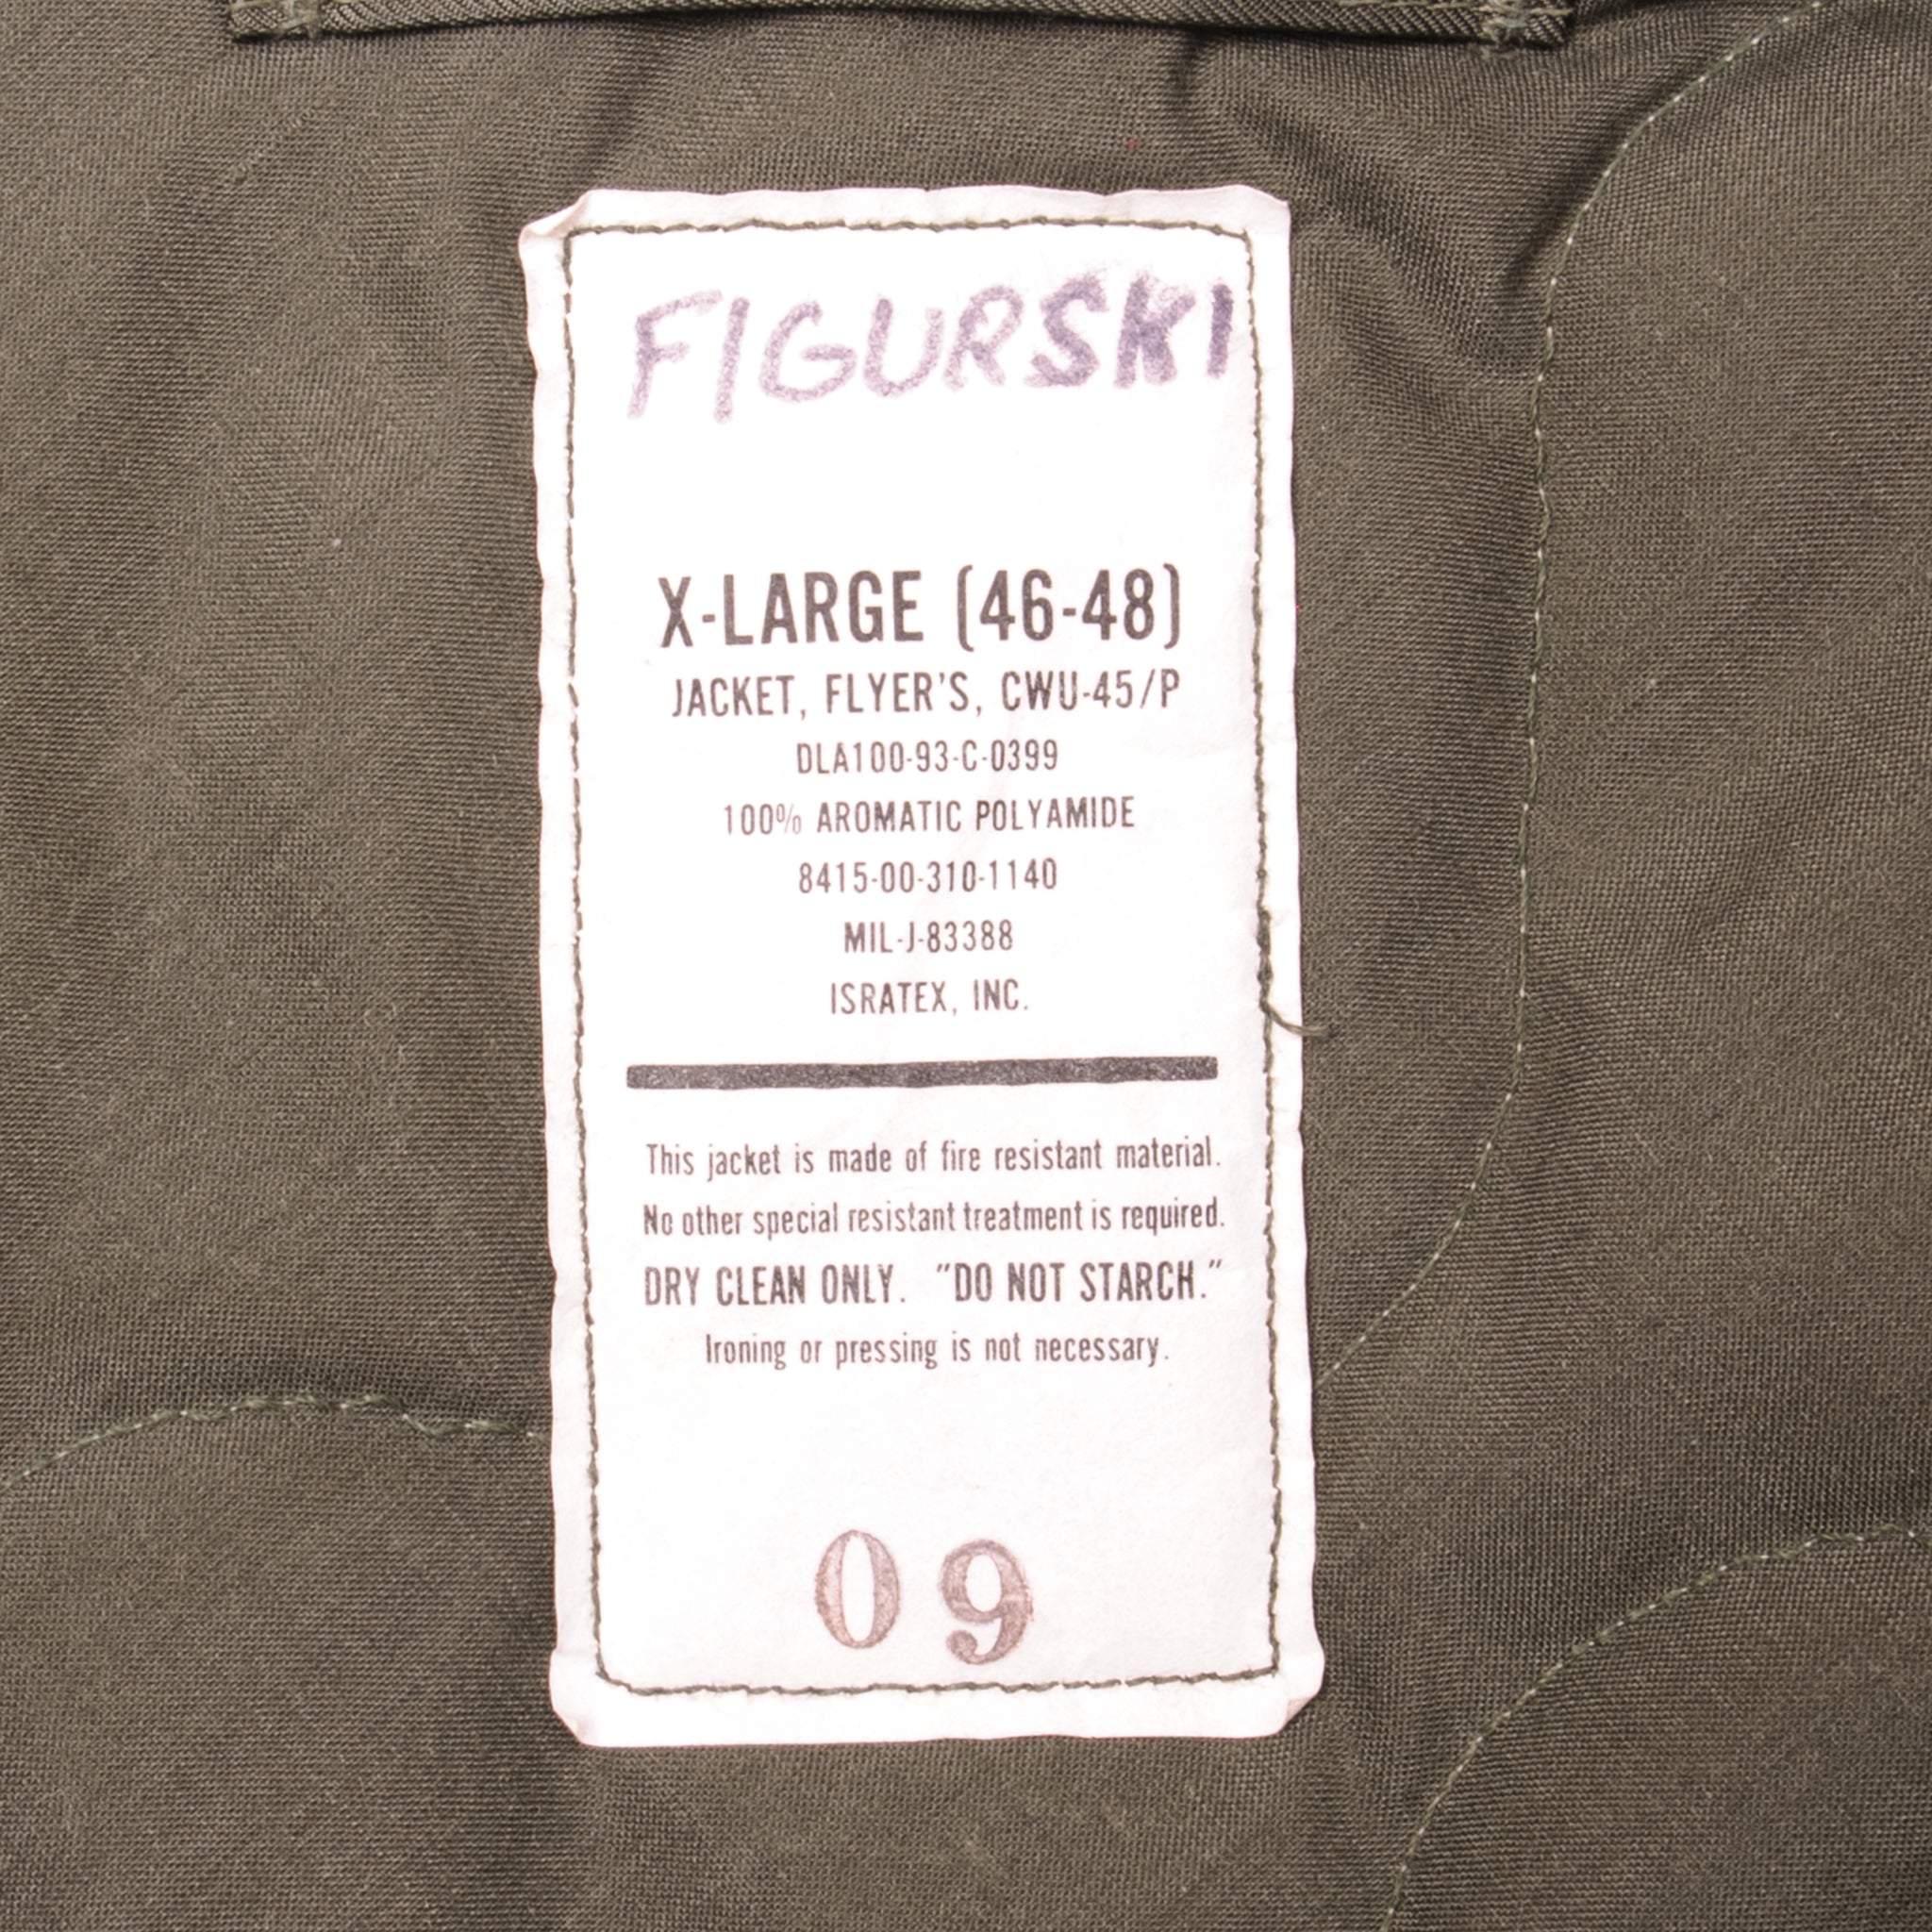 FIGURSKI
X-LARGE (46-48)
JACKET, FLYER'S, CWU-45/P
DLA100-93-C-0399
100% AROMATIC POLYAMIDE
8415-00-310-1140
MIL-J-83388
ISRATEX, INC.
This jacket is made of fire resistant material.
No other special resistant treatment is required.
DRY CLEAN ONLY. "DO NOT STARCH."
Ironing or pressing is not necessary.
09